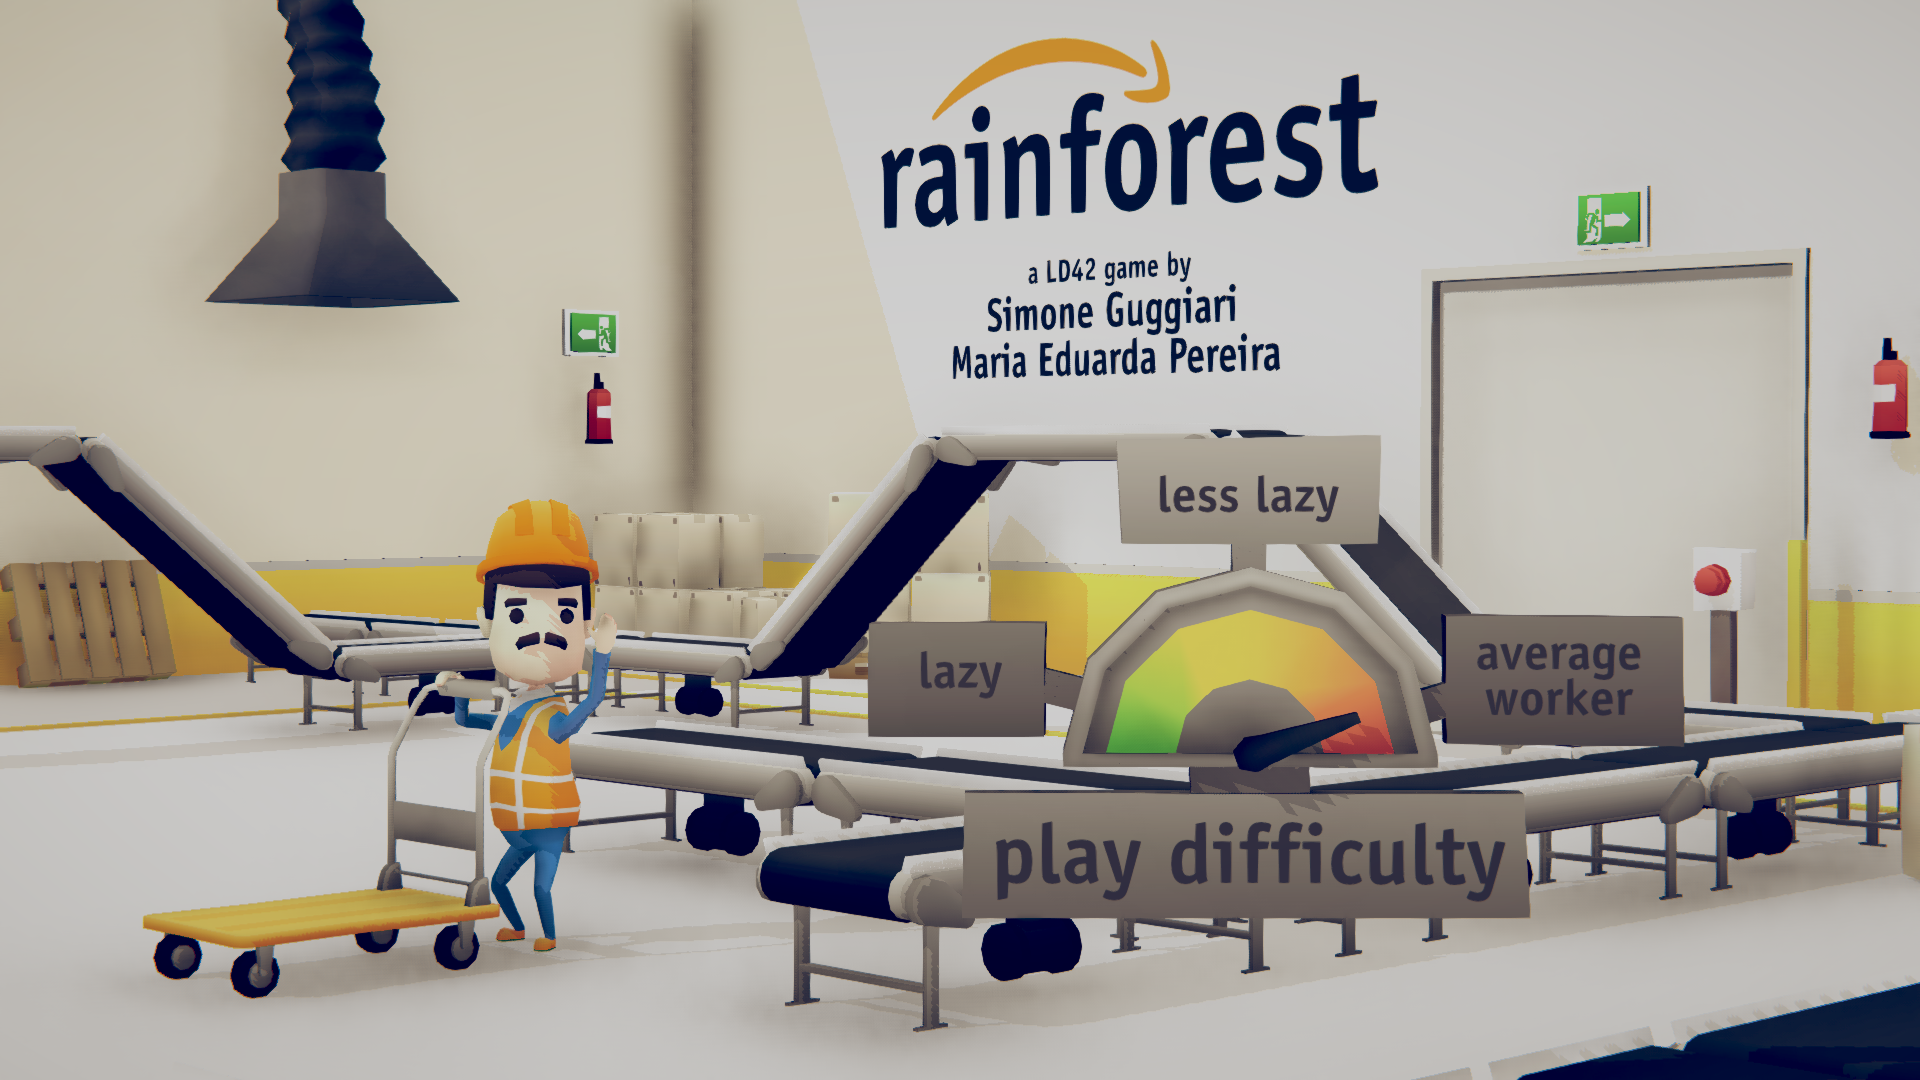 rainforest
a LD42 game by
Simone Guggiari
Maria Eduarda Pereira
less lazy
lazy
average
worker
play difficulty